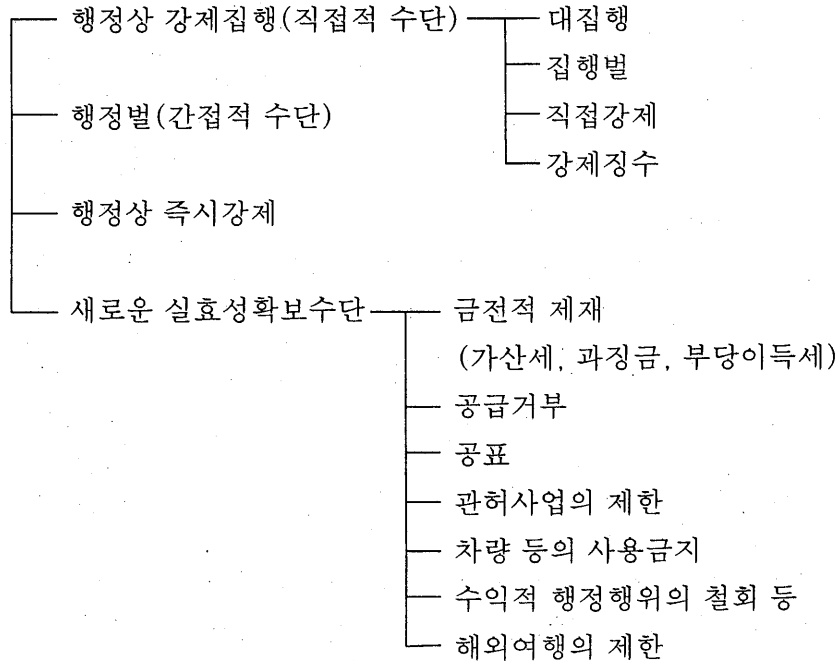 행정상 강제집행(직접적 수단) 대집행
집행벌
행정벌(간접적 수단) 직접강제
강제징수
행정상 즉시강제
새로운 실효성확보수단 금전적 제재
(가산세, 과징금, 부당이득세)
공급거부
공표
관허사업의 제한
차량 등의 사용금지
수익적 행정행위의 철회 등
해외여행의 제한